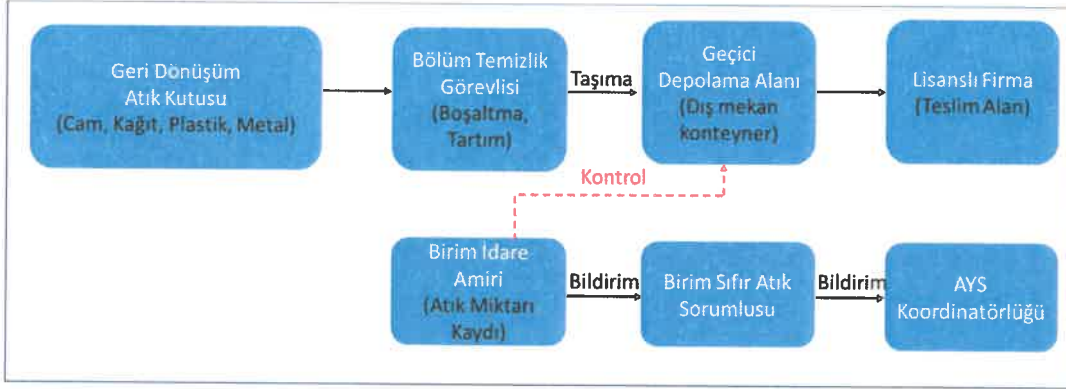 Geri Dönüşüm
Atık Kutusu
(Cam, Kağıt, Plastik, Metal)
Bölüm Temizlik
Görevlisi
(Boşaltma,
Tartım)
Taşıma
Geçici
Depolama Alanı
(Dış mekan
konteyner)
Lisanslı Firma
(Teslim Alan)
Kontrol
Birim İdare
Amiri
(Atık Miktarı
Kaydı)
Bildirim
Birim Sıfır Atık
Sorumlusu
Bildirim
AYS
Koordinatörlüğü